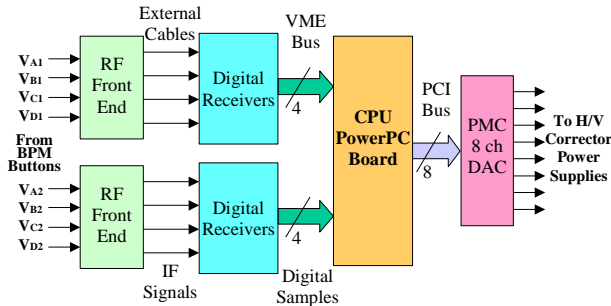 External
Cables
VME
Bus
VA1
VB1
VC1
VD1
RF
Front
End
Digital
Receivers
4
From
BPM
Buttons
CPU
PowerPC
Board
PCI
Bus
8
PMC
8 ch
DAC
To H/V
Corrector
Power
Supplies
VA2
VB2
VC2
VD2
RF
Front
End
Digital
Receivers
4
IF
Signals
Digital
Samples